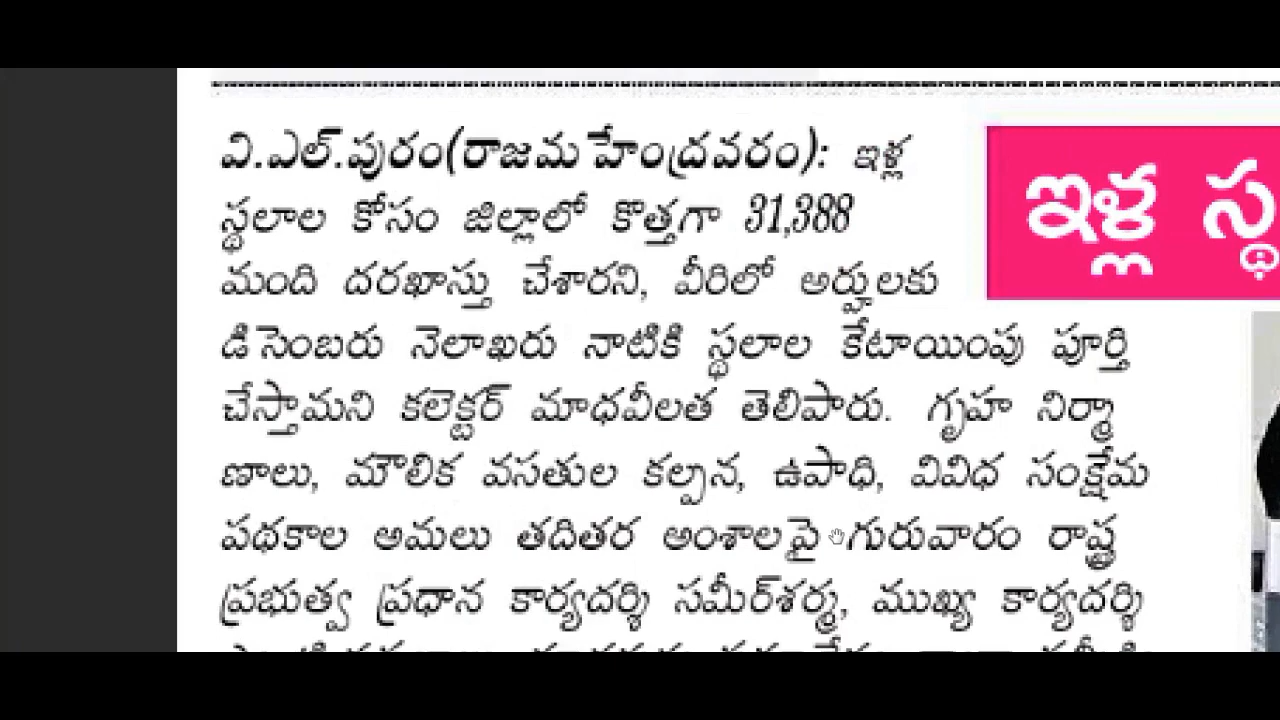 వి.ఎల్.పురం(రాజమహేంద్రవరం): ఇళ్ల
స్థలాల కోసం జిల్లాలో కొత్తగా 31,388
మంది దరఖాస్తు చేశారని, వీరిలో అర్హులకు
డిసెంబరు నెలాఖరు నాటికి స్థలాల కేటాయింపు పూర్తి
చేస్తామని కలెక్టర్ మాధవీలత తెలిపారు. గృహ నిర్మా
ణాలు, మౌలిక వసతుల కల్పన, ఉపాధి, వివిధ సంక్షేమ
పథకాల అమలు తదితర అంశాలపై గురువారం రాష్ట్ర
ప్రభుత్వ ప్రధాన కార్యదర్శి సమీర్‌శర్మ, ముఖ్య కార్యదర్శి
ఇళ్ల